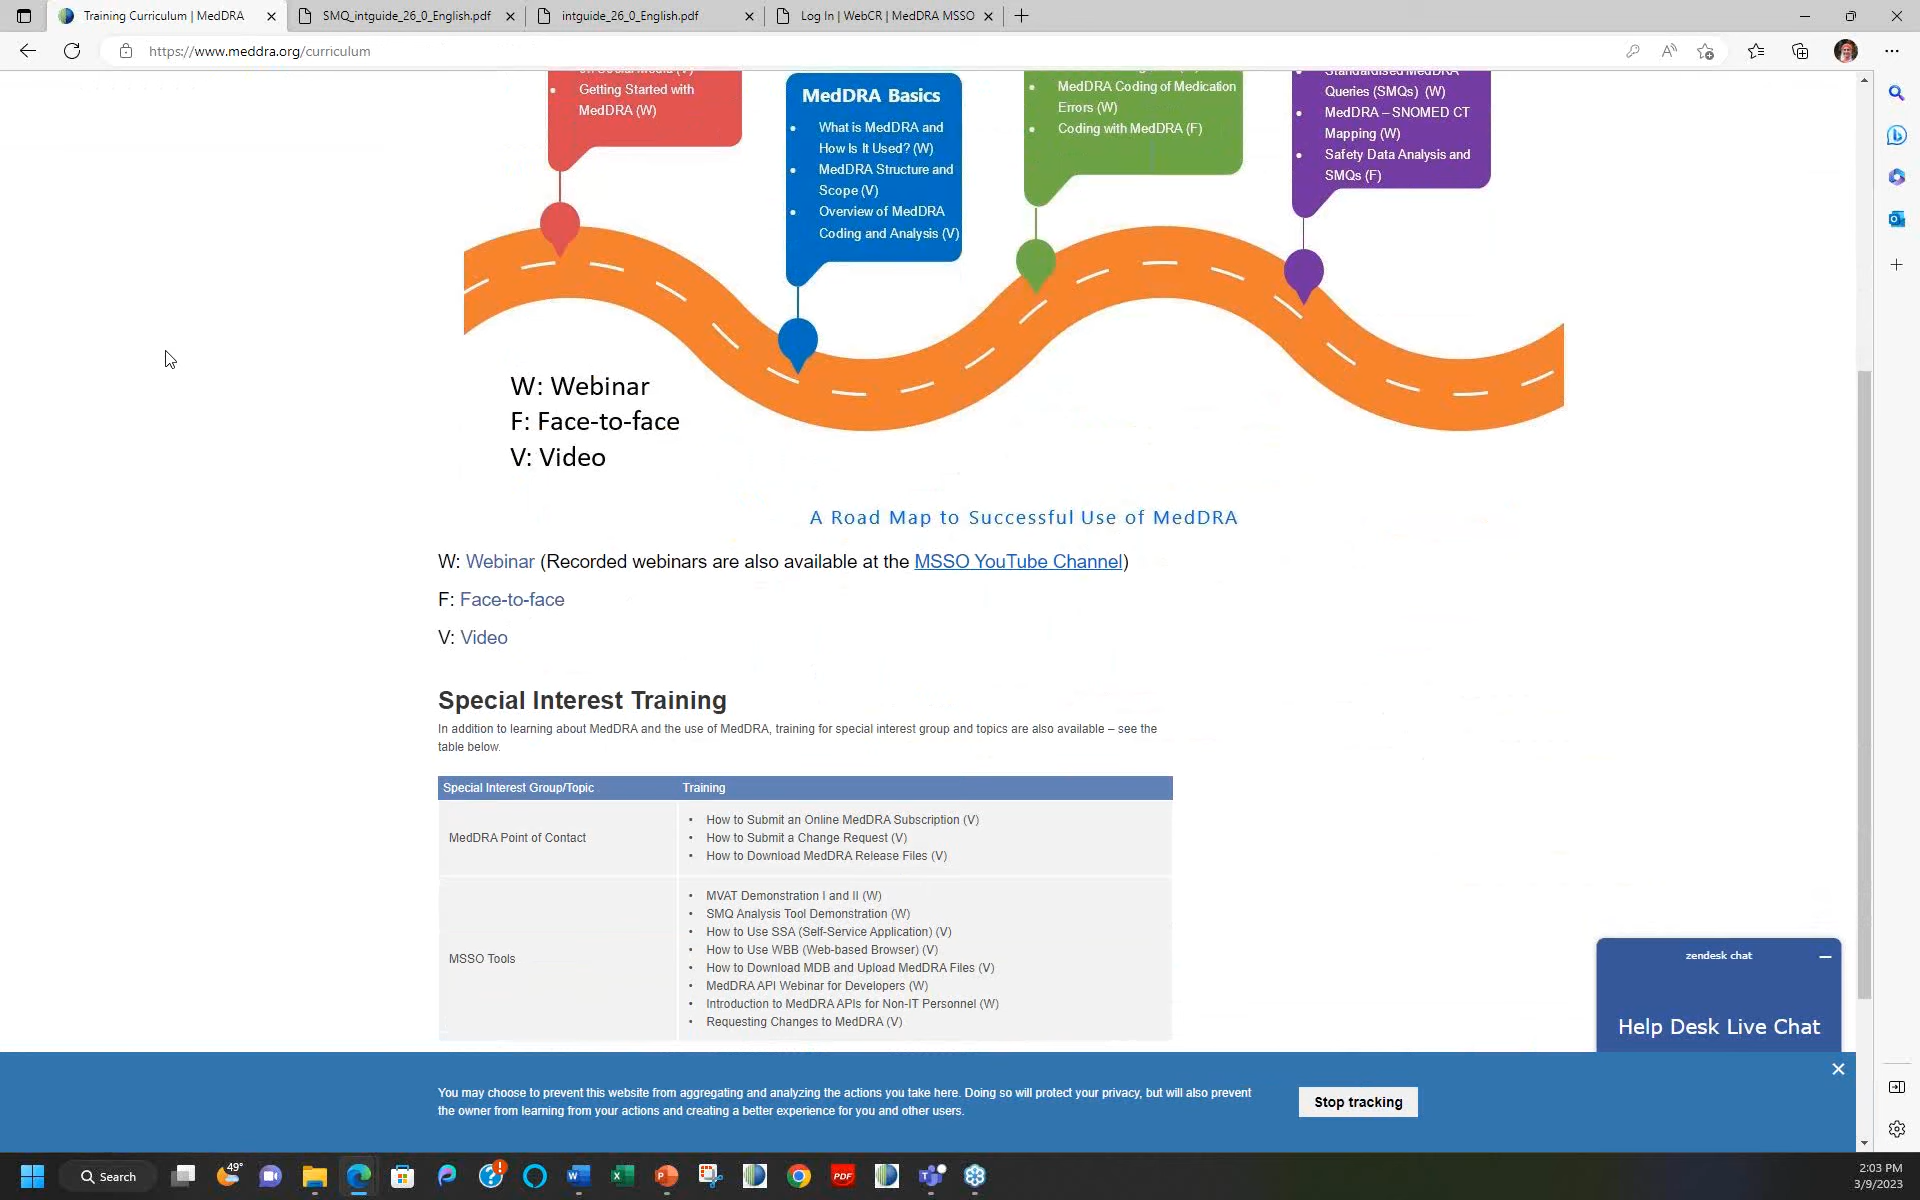 Training Curriculum | MedDRA
SMQ_intguide_26_0_English.pdf
intguide_26_0_English.pdf
Log In | WebCR | MedDRA MSSO
https://www.meddra.org/curriculum
Getting Started with
MedDRA (W)
MedDRA Basics
What is MedDRA and
How Is It Used? (W)
MedDRA Structure and
Scope (V)
Overview of MedDRA
Coding and Analysis (V)
MedDRA Coding of Medication
Errors (W)
Coding with MedDRA (F)
Standardised MedDRA
Queries (SMQs) (W)
MedDRA – SNOMED CT
Mapping (W)
Safety Data Analysis and
SMQs (F)
W: Webinar
F: Face-to-face
V: Video
A Road Map to Successful Use of MedDRA
W: Webinar (Recorded webinars are also available at the MSSO YouTube Channel)
F: Face-to-face
V: Video
Special Interest Training
In addition to learning about MedDRA and the use of MedDRA, training for special interest group and topics are also available – see the
table below.
Special Interest Group/Topic Training
MedDRA Point of Contact
• How to Submit an Online MedDRA Subscription (V)
• How to Submit a Change Request (V)
• How to Download MedDRA Release Files (V)
MSSO Tools
• MVAT Demonstration I and II (W)
• SMQ Analysis Tool Demonstration (W)
• How to Use SSA (Self-Service Application) (V)
• How to Use WBB (Web-based Browser) (V)
• How to Download MDB and Upload MedDRA Files (V)
• MedDRA API Webinar for Developers (W)
• Introduction to MedDRA APIs for Non-IT Personnel (W)
• Requesting Changes to MedDRA (V)
zendesk chat
Help Desk Live Chat
You may choose to prevent this website from aggregating and analyzing the actions you take here. Doing so will protect your privacy, but will also prevent
the owner from learning from your actions and creating a better experience for you and other users.
Stop tracking
Search
49°
PDF
2:03 PM
3/9/2023